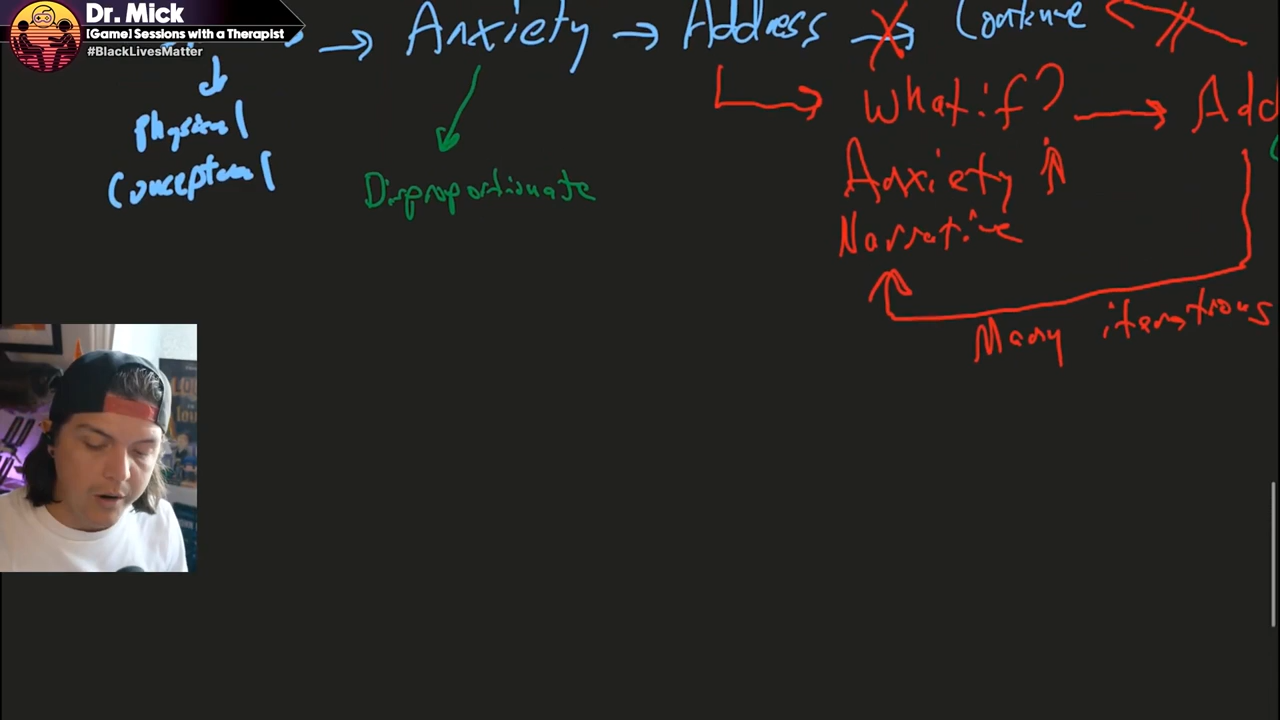 Dr. Mick
[Game] Sessions with a Therapist
#BlackLivesMatter
→ Anxiety → Address → Continue
What if? → Add
Physical
Conceptual
Anxiety ↑
Disproportionate
Narrative
Many iterations